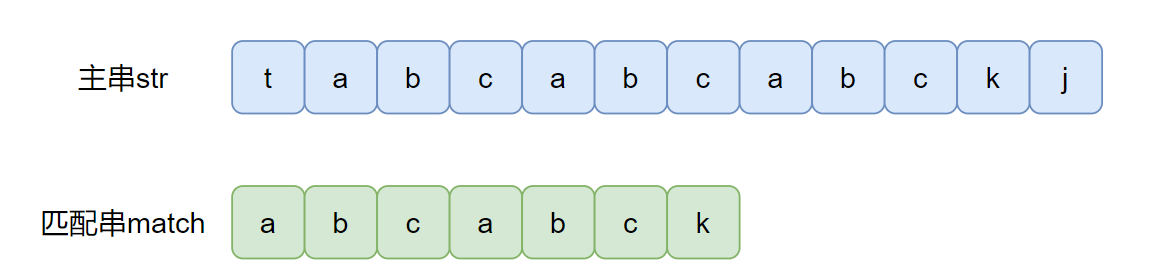 主串str t a b c a b c a b c k j
匹配串match a b c a b c k